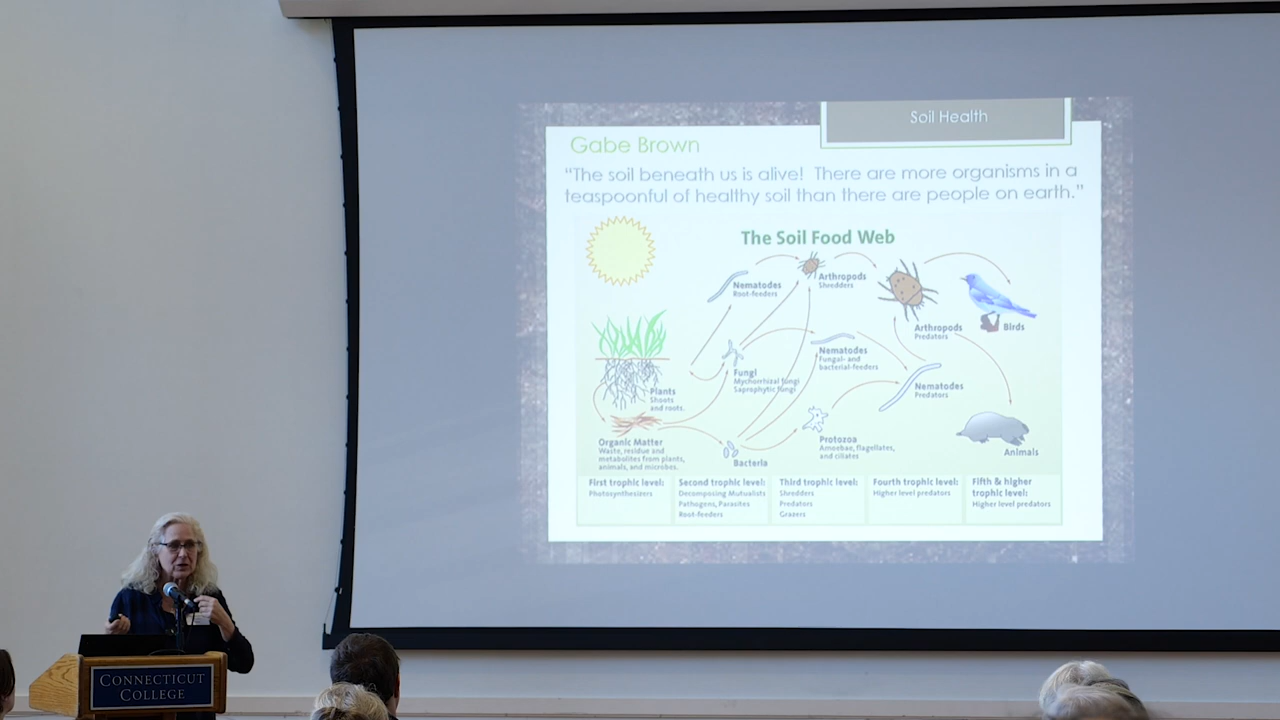 Soil Health
Gabe Brown
“The soil beneath us is alive! There are more organisms in a
teaspoonful of healthy soil than there are people on earth.”
The Soil Food Web
Nematodes
Root-feeders
Arthropods
Shredders
Arthropods
Predators
Birds
Plants
Shoots
and roots.
Fungi
Mychorrhizal fungi
Saprophytic fungi
Nematodes
Fungal- and
bacterial-feeders
Nematodes
Predators
Organic Matter
Waste, residue and
metabolites from plants,
animals, and microbes.
Bacteria
Protozoa
Amoebae, flagellates,
and ciliates
Animals
First trophic level:
Photosynthesizers
Second trophic level:
Decomposing Mutualists
Pathogens, Parasites
Root-feeders
Third trophic level:
Shredders
Predators
Grazers
Fourth trophic level:
Higher level predators
Fifth & higher
trophic level:
Higher level predators
CONNECTICUT
COLLEGE